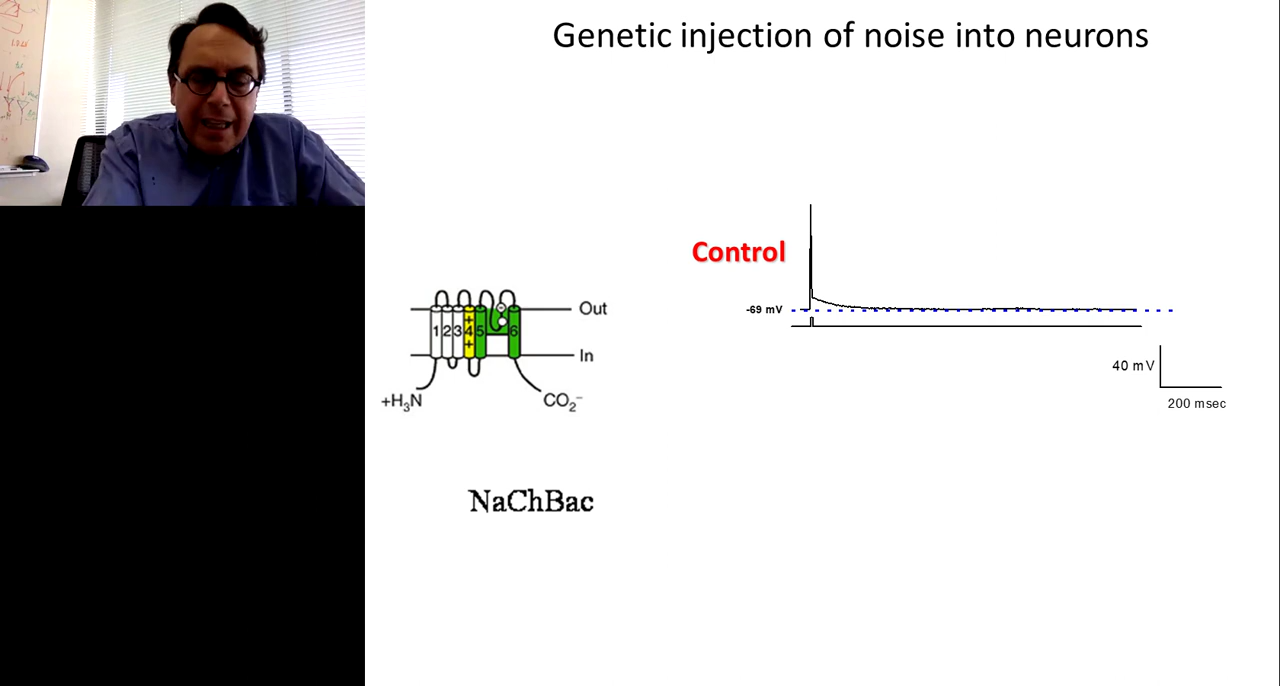 Genetic injection of noise into neurons
Control
-69 mV
40 mV
200 msec
Out
1 2 3 4 5 6
+
+
-
In
+H₃N
CO₂⁻
NaChBac